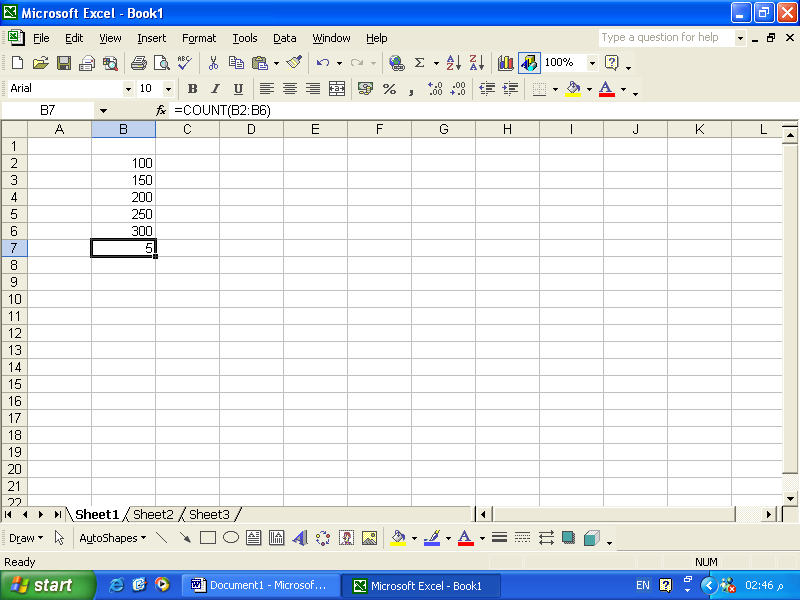 Microsoft Excel - Book1
File Edit View Insert Format Tools Data Window Help Type a question for help
100%
Arial 10 B I U
B7 fx =COUNT(B2:B6)
A B C D E F G H I J K L
1
2 100
3 150
4 200
5 250
6 300
7 5
8
9
10
11
12
13
14
15
16
17
18
19
20
21
22
Sheet1 Sheet2 Sheet3
Draw AutoShapes
Ready NUM
start Document1 - Microsof... Microsoft Excel - Book1 EN 02:46 م